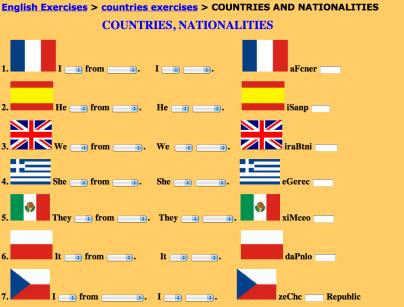 English Exercises > countries exercises > COUNTRIES AND NATIONALITIES
COUNTRIES, NATIONALITIES
1. I from . I . aFcner
2. He from . He . iSanp
3. We from . We . iraBtni
4. She from . She . eGerec
5. They from . They . xiMceo
6. It from . It . daPnlo
7. I from . I . zeChc Republic